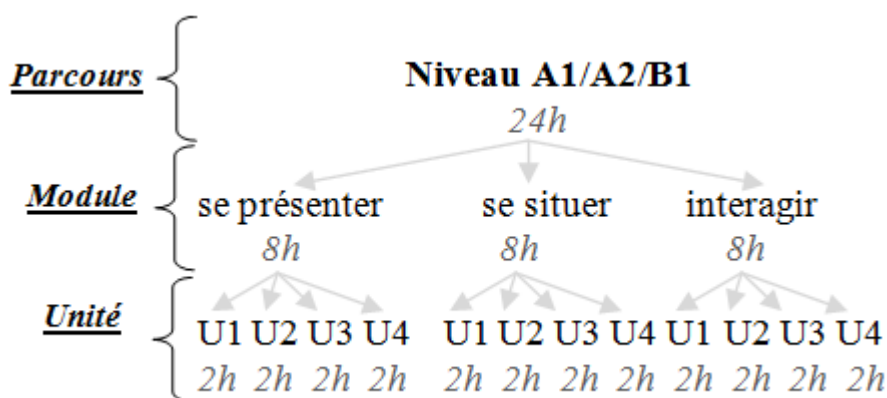 Parcours
Niveau A1/A2/B1
24h
Module
se présenter se situer interagir
8h 8h 8h
Unité
U1 U2 U3 U4 U1 U2 U3 U4 U1 U2 U3 U4
2h 2h 2h 2h 2h 2h 2h 2h 2h 2h 2h 2h